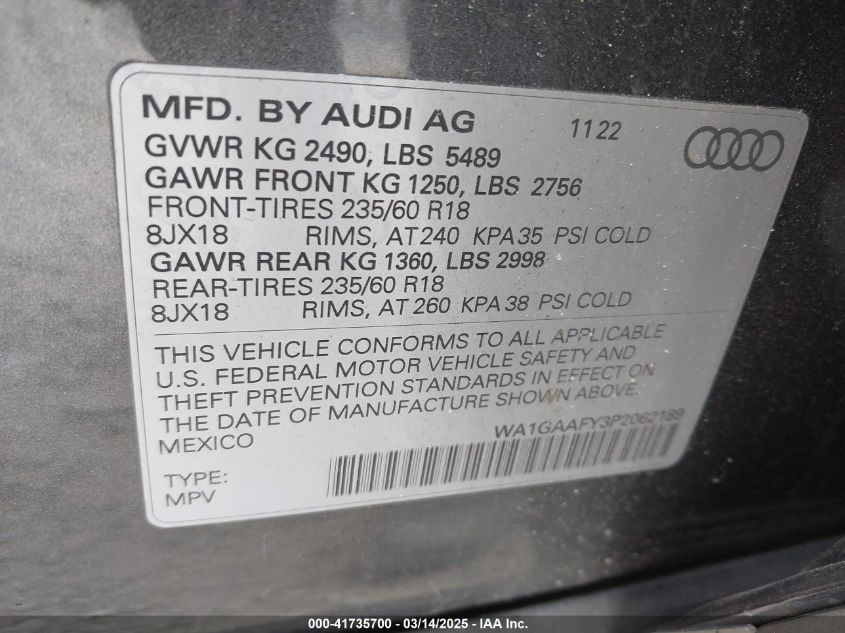 MFD. BY AUDI AG 11 22
GVWR KG 2490, LBS 5489
GAWR FRONT KG 1250, LBS 2756
FRONT-TIRES 235/60 R18
8JX18 RIMS, AT 240 KPA 35 PSI COLD
GAWR REAR KG 1360, LBS 2998
REAR-TIRES 235/60 R18
8JX18 RIMS, AT 260 KPA 38 PSI COLD
THIS VEHICLE CONFORMS TO ALL APPLICABLE
U.S. FEDERAL MOTOR VEHICLE SAFETY AND
THEFT PREVENTION STANDARDS IN EFFECT ON
THE DATE OF MANUFACTURE SHOWN ABOVE.
MEXICO WA1GAAFY3P2062189
TYPE:
MPV
000-41735700 - 03/14/2025 - IAA Inc.